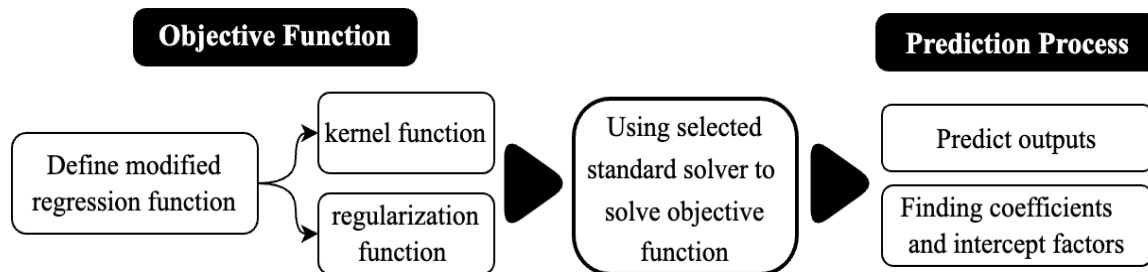 Objective Function
Prediction Process
Define modified
regression function
kernel function
regularization
function
Using selected
standard solver to
solve objective
function
Predict outputs
Finding coefficients
and intercept factors